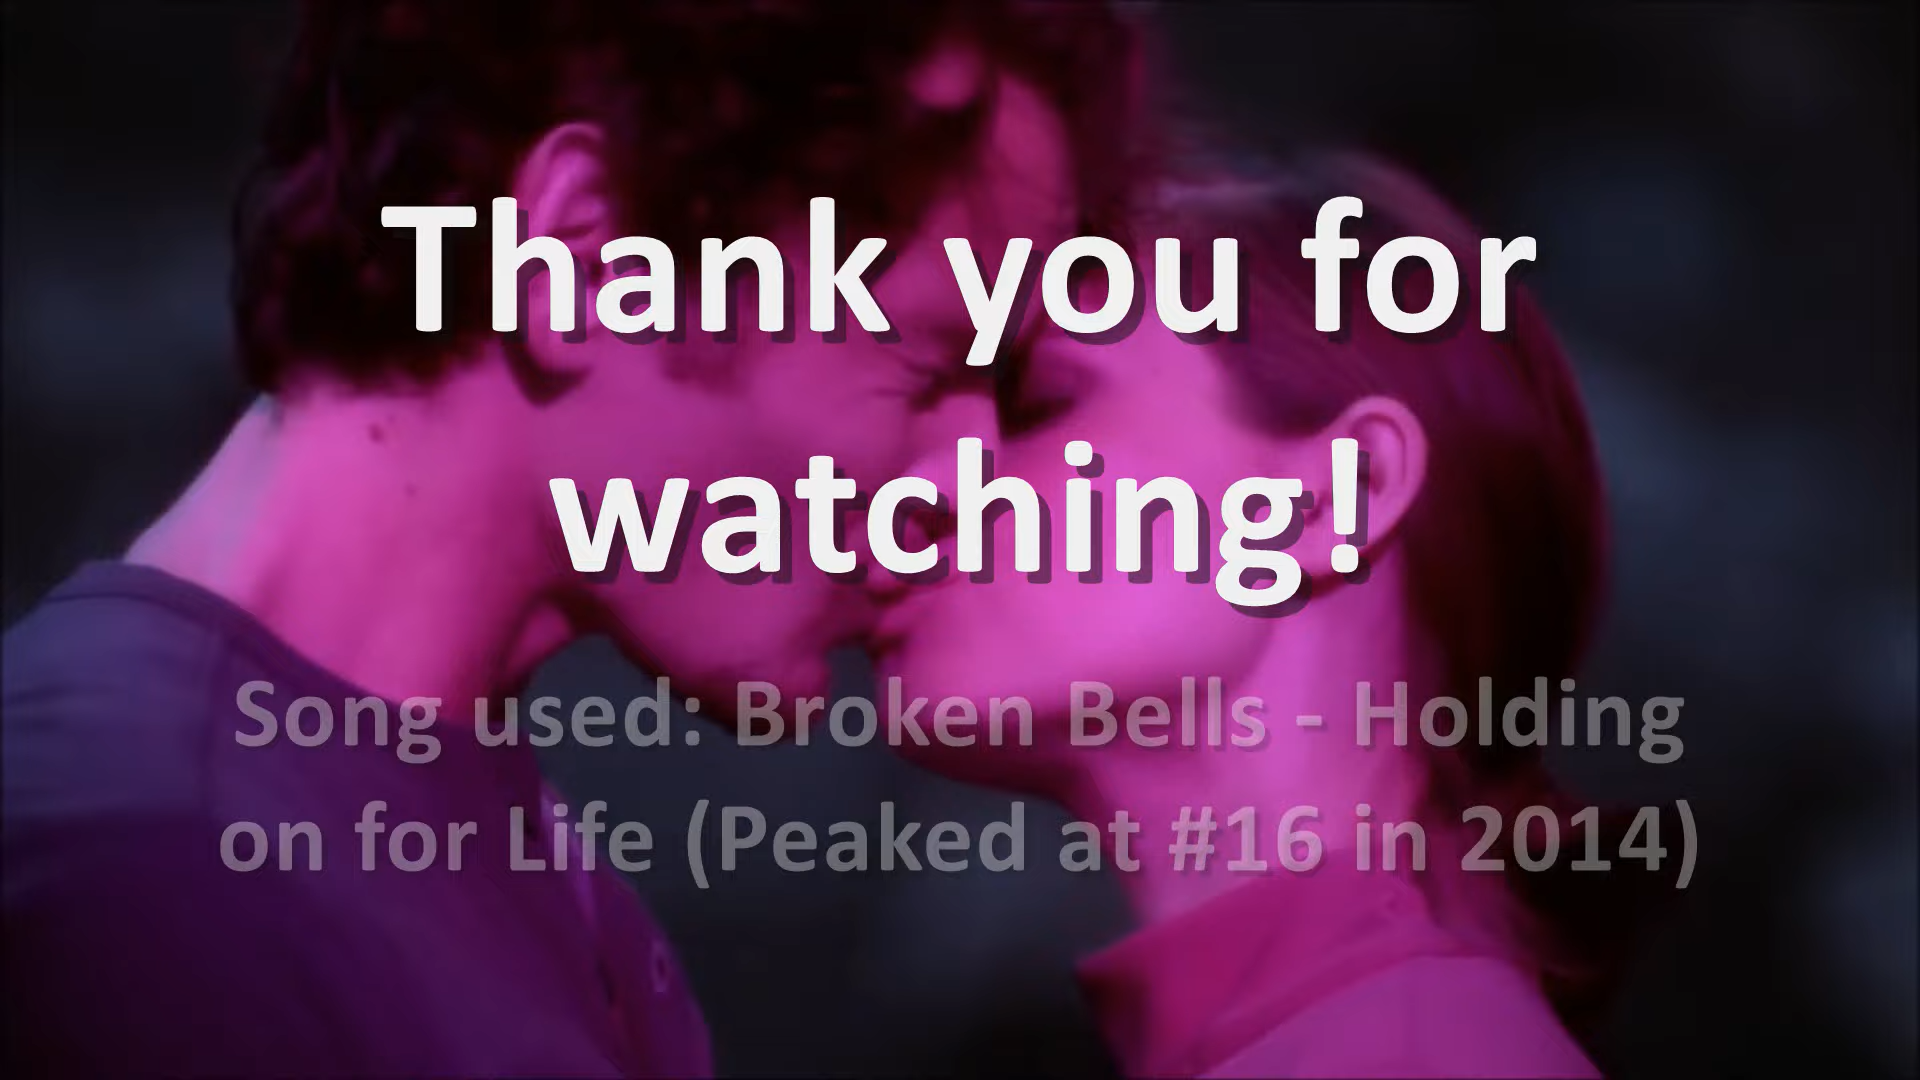 Thank you for
watching!
Song used: Broken Bells - Holding
on for Life (Peaked at #16 in 2014)